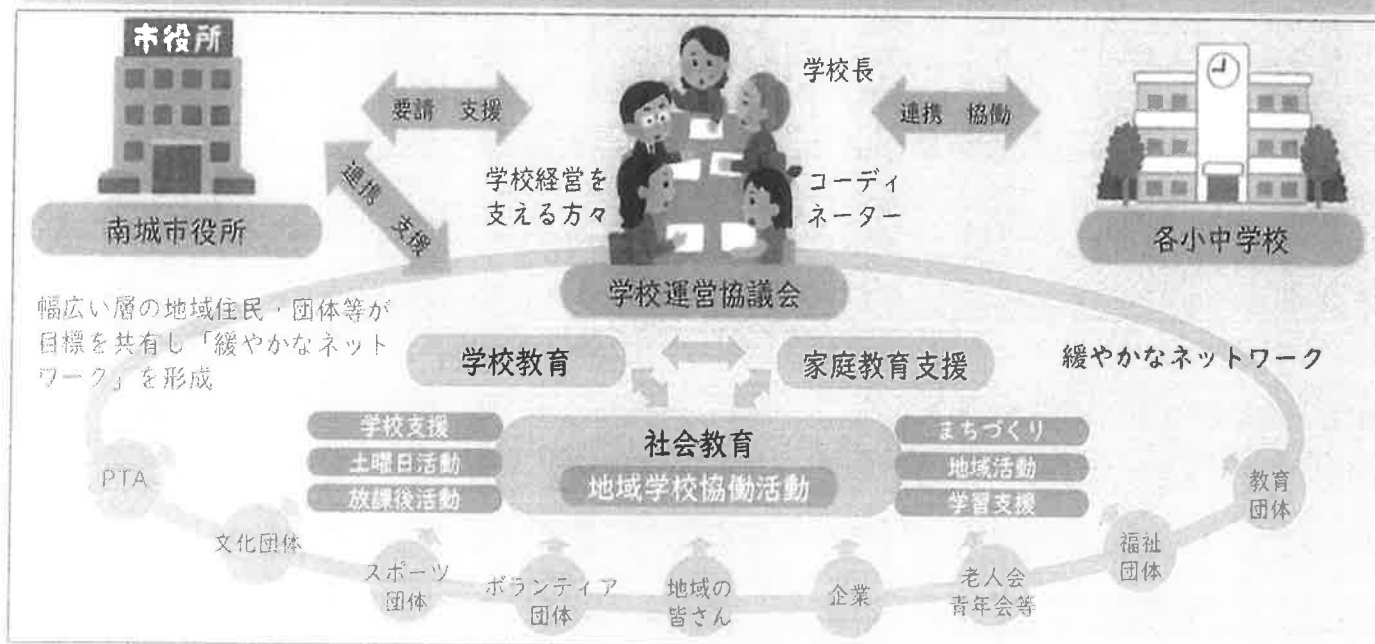 市役所
要請 支援
学校長
連携 協働
連携 支援
学校経営を
支える方々
コーディ
ネーター
南城市役所
各小中学校
学校運営協議会
幅広い層の地域住民・団体等が
目標を共有し「緩やかなネット
ワーク」を形成
学校教育
家庭教育支援
緩やかなネットワーク
学校支援
土曜日活動
放課後活動
社会教育
地域学校協働活動
まちづくり
地域活動
学習支援
PTA
文化団体
スポーツ
団体
ボランティア
団体
地域の
皆さん
企業
老人会
青年会等
福祉
団体
教育
団体